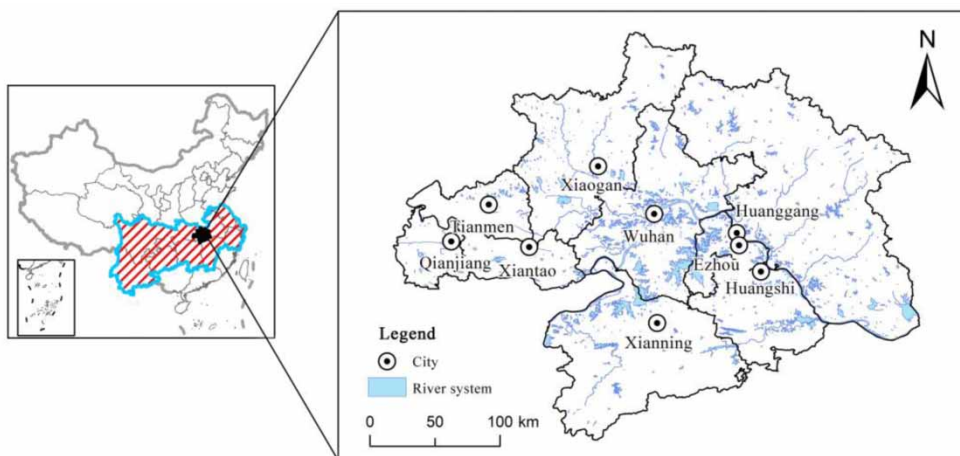 N
Xiaogan
Tianmen
Huanggang
Wuhan
Qianjiang
Xiantao
Ezhou
Huangshi
Xianning
Legend
City
River system
0 50 100 km